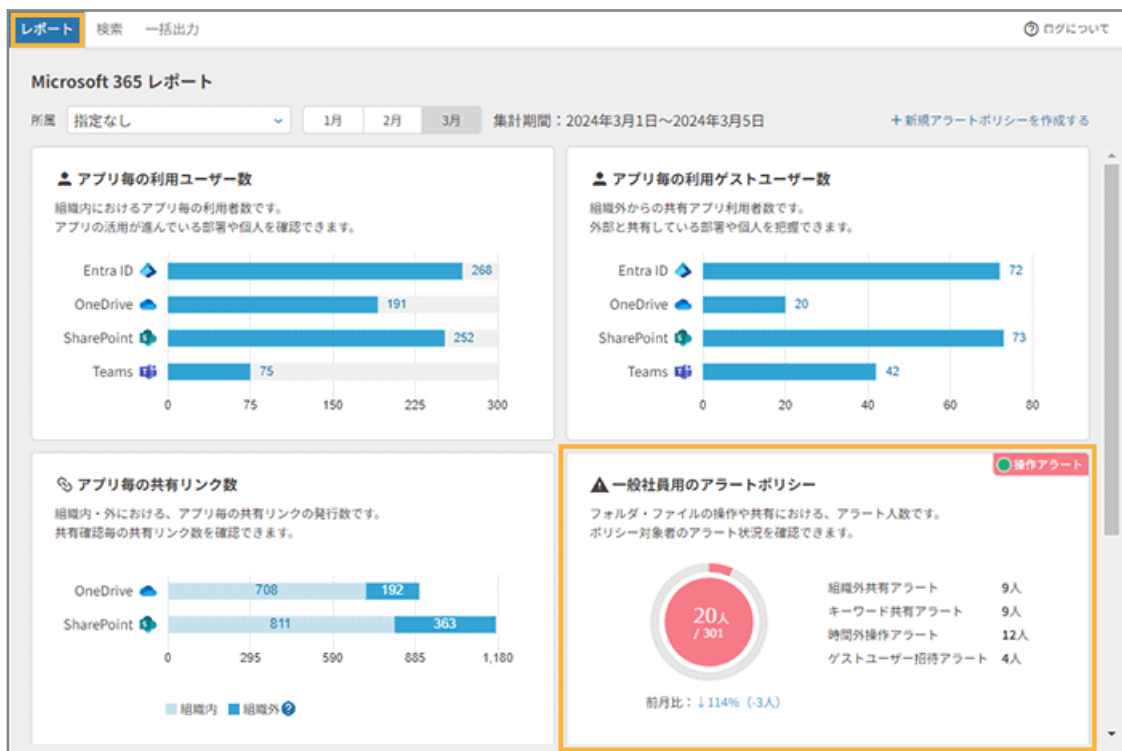 レポート 検索 一括出力 ログについて
Microsoft 365 レポート
所属 指定なし 1月 2月 3月 集計期間：2024年3月1日～2024年3月5日 ＋新規アラートポリシーを作成する
アプリ毎の利用ユーザー数
組織内におけるアプリ毎の利用者数です。
アプリの活用が進んでいる部署や個人を確認できます。
Entra ID 268
OneDrive 191
SharePoint 252
Teams 75
0 75 150 225 300
アプリ毎の利用ゲストユーザー数
組織外からの共有アプリ利用者数です。
外部と共有している部署や個人を把握できます。
Entra ID 72
OneDrive 20
SharePoint 73
Teams 42
0 20 40 60 80
アプリ毎の共有リンク数
組織内・外における、アプリ毎の共有リンクの発行数です。
共有確認毎の共有リンク数を確認できます。
OneDrive 708 192
SharePoint 811 363
0 295 590 885 1,180
組織内 組織外
操作アラート
一般社員用のアラートポリシー
フォルダ・ファイルの操作や共有における、アラート人数です。
ポリシー対象者のアラート状況を確認できます。
20人
/ 301
前月比：↓114%（-3人）
組織外共有アラート 9人
キーワード共有アラート 9人
時間外操作アラート 12人
ゲストユーザー招待アラート 4人